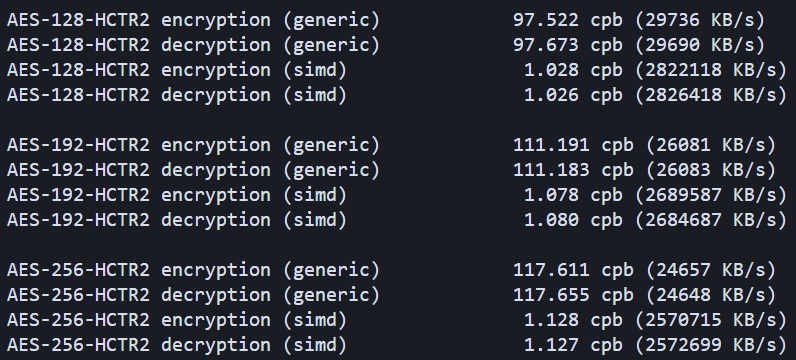 AES-128-HCTR2 encryption (generic) 97.522 cpb (29736 KB/s)
AES-128-HCTR2 decryption (generic) 97.673 cpb (29690 KB/s)
AES-128-HCTR2 encryption (simd) 1.028 cpb (2822118 KB/s)
AES-128-HCTR2 decryption (simd) 1.026 cpb (2826418 KB/s)

AES-192-HCTR2 encryption (generic) 111.191 cpb (26081 KB/s)
AES-192-HCTR2 decryption (generic) 111.183 cpb (26083 KB/s)
AES-192-HCTR2 encryption (simd) 1.078 cpb (2689587 KB/s)
AES-192-HCTR2 decryption (simd) 1.080 cpb (2684687 KB/s)

AES-256-HCTR2 encryption (generic) 117.611 cpb (24657 KB/s)
AES-256-HCTR2 decryption (generic) 117.655 cpb (24648 KB/s)
AES-256-HCTR2 encryption (simd) 1.128 cpb (2570715 KB/s)
AES-256-HCTR2 decryption (simd) 1.127 cpb (2572699 KB/s)